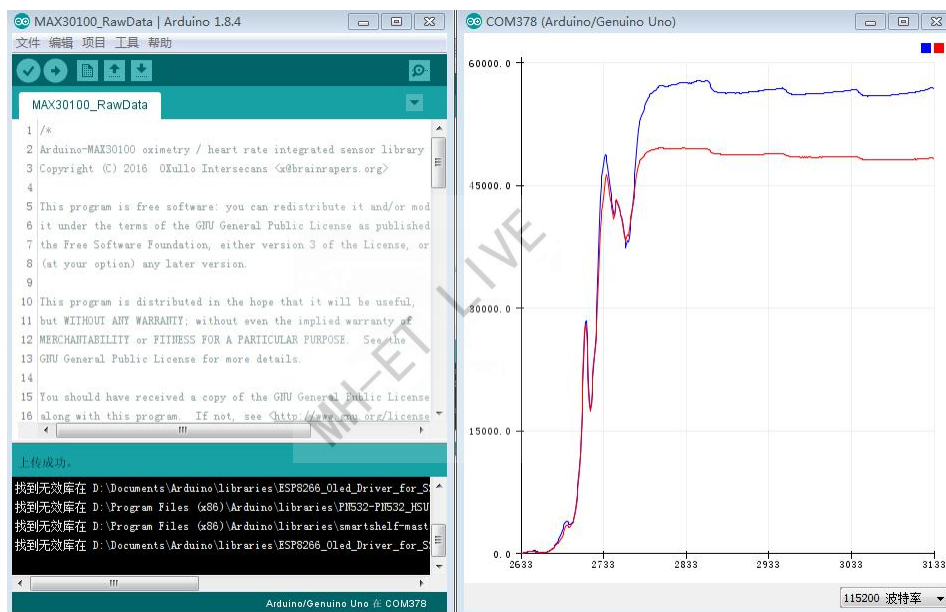 MAX30100_RawData | Arduino 1.8.4
文件 编辑 项目 工具 帮助
MAX30100_RawData
1 /*
2 Arduino-MAX30100 oximetry / heart rate integrated sensor library
3 Copyright (C) 2016 OXullo Intersecans <x@brainrapers.org>
4
5 This program is free software: you can redistribute it and/or mod
6 it under the terms of the GNU General Public License as published
7 the Free Software Foundation, either version 3 of the License, or
8 (at your option) any later version.
9
10 This program is distributed in the hope that it will be useful,
11 but WITHOUT ANY WARRANTY; without even the implied warranty of
12 MERCHANTABILITY or FITNESS FOR A PARTICULAR PURPOSE. See the
13 GNU General Public License for more details.
14
15 You should have received a copy of the GNU General Public License
16 along with this program. If not, see <http://www.gnu.org/license
上传成功。
找到无效库在 D:\Documents\Arduino\libraries\ESP8266_Oled_Driver_for_S
找到无效库在 D:\Program Files (x86)\Arduino\libraries\PN532-PN532_HSU
找到无效库在 D:\Program Files (x86)\Arduino\libraries\smartshelf-mast
找到无效库在 D:\Documents\Arduino\libraries\ESP8266_Oled_Driver_for_S
Arduino/Genuino Uno 在 COM378
COM378 (Arduino/Genuino Uno)
60000.0
45000.0
30000.0
15000.0
0.0
2633 2733 2833 2933 3033 3133
115200 波特率
MH-ET LIVE